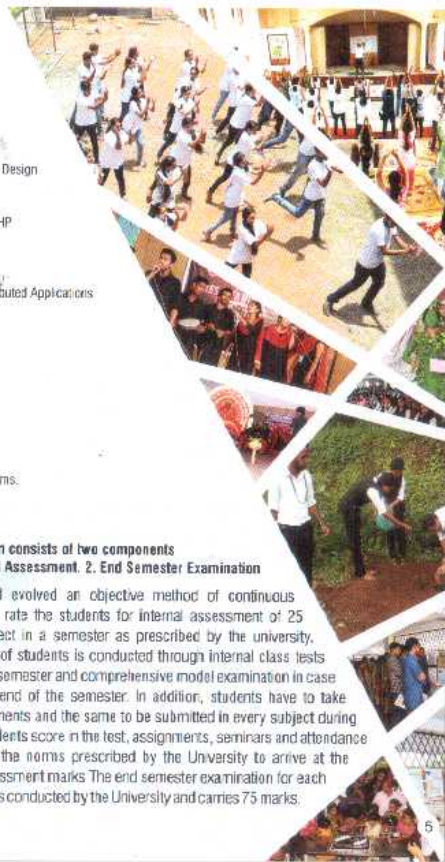 Design
HP
buted Applications
ms.
n consists of two components
Assessment. 2. End Semester Examination
d evolved an objective method of continuous
rate the students for internal assessment of 25
ect in a semester as prescribed by the university.
of students is conducted through internal class tests
semester and comprehensive model examination in case
end of the semester. In addition, students have to take
ments and the same to be submitted in every subject during
dents score in the test, assignments, seminars and attendance
the norms prescribed by the University to arrive at the
essment marks The end semester examination for each
s conducted by the University and carries 75 marks.
5